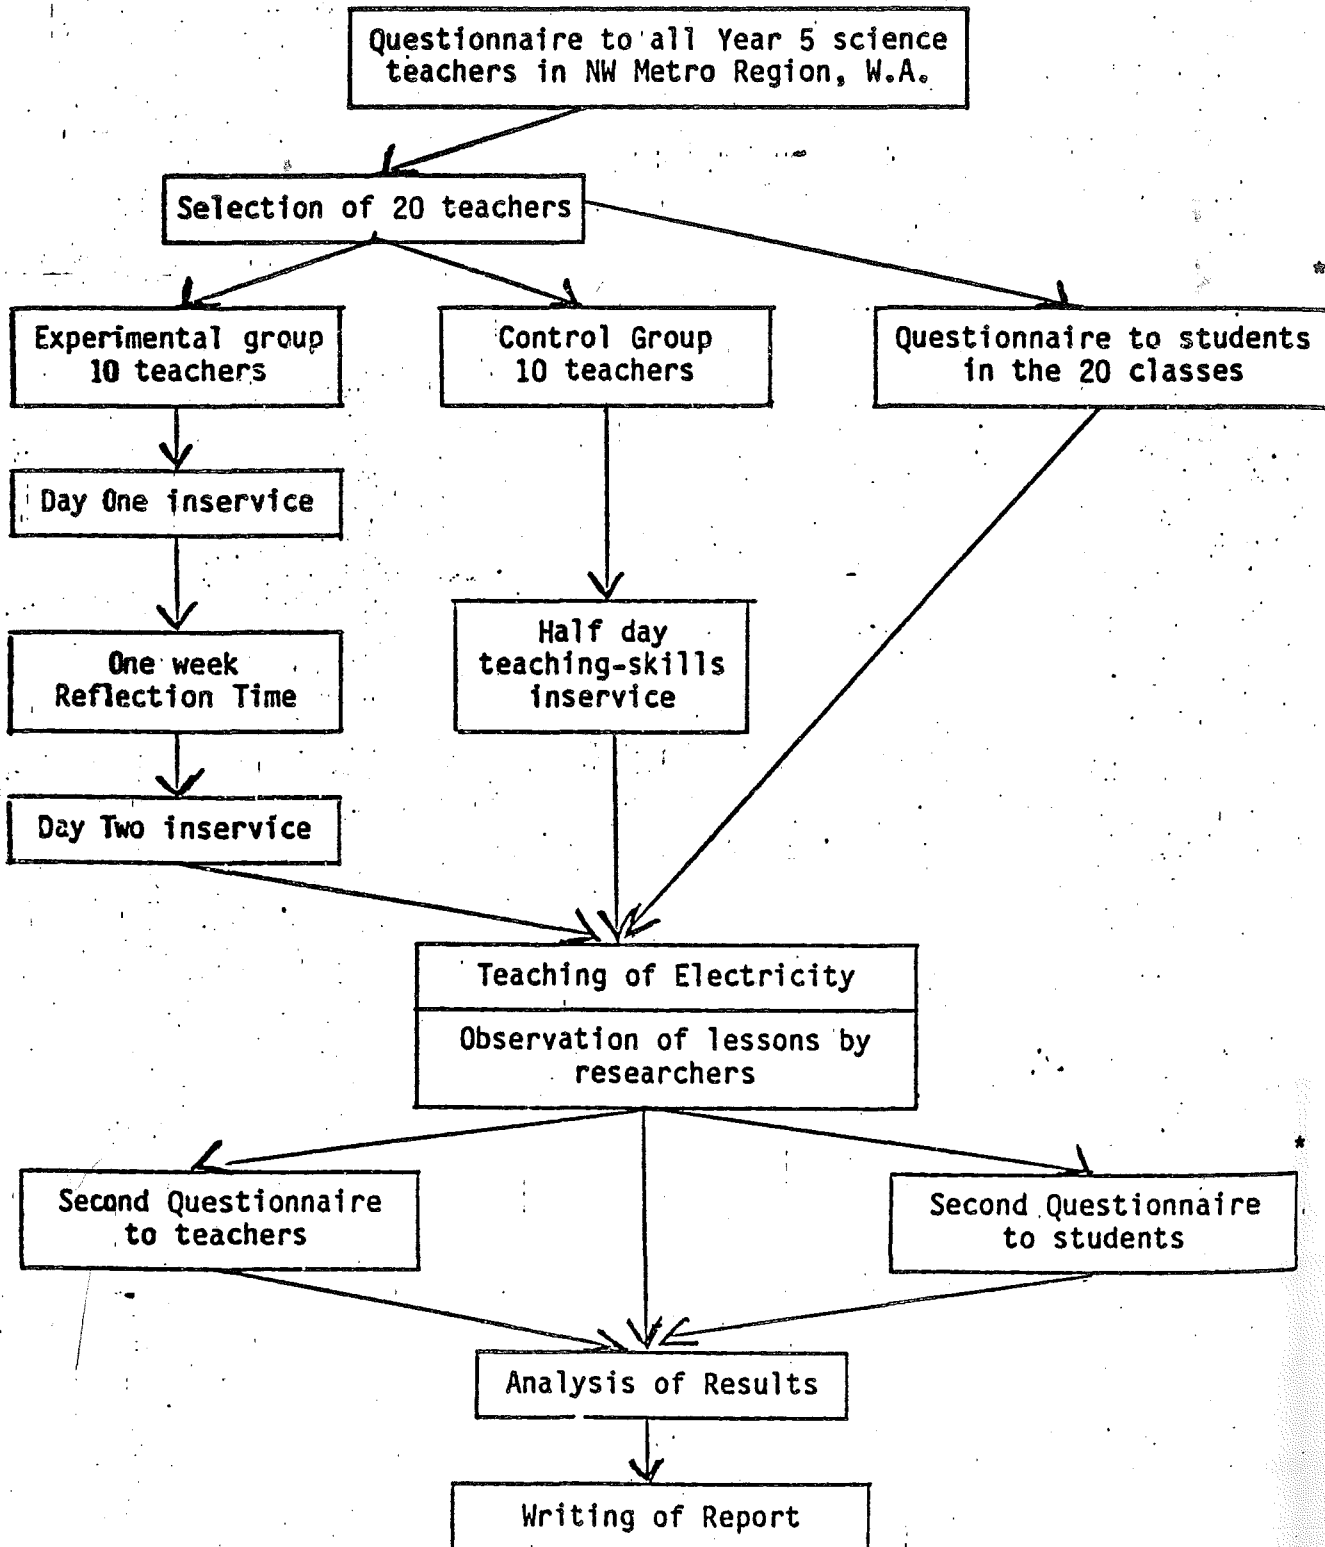 Questionnaire to all Year 5 science
teachers in NW Metro Region, W.A.
Selection of 20 teachers
Experimental group
10 teachers
Control Group
10 teachers
Questionnaire to students
in the 20 classes
*
Day One inservice
One week
Reflection Time
Half day
teaching-skills
inservice
Day Two inservice
Teaching of Electricity
Observation of lessons by
researchers
*
Second Questionnaire
to teachers
Second Questionnaire
to students
Analysis of Results
Writing of Report